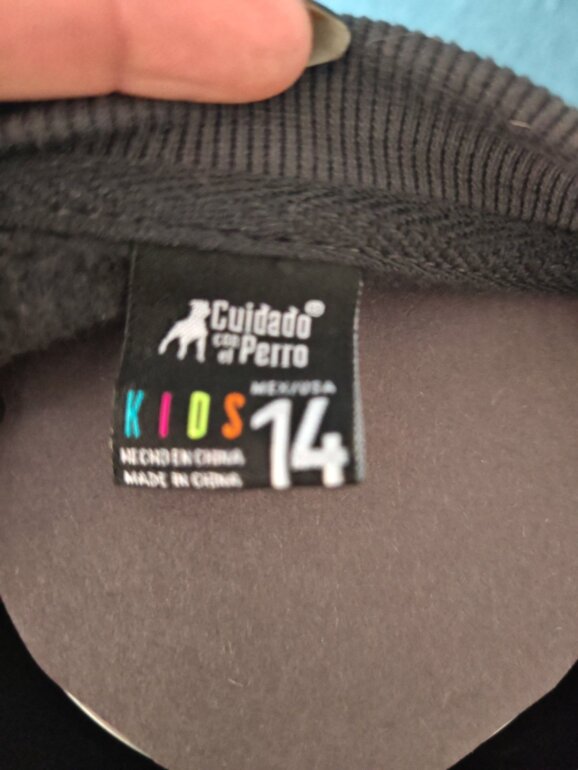 Cuidado®
con
el Perro
MEX/USA
KIDS 14
HECHO EN CHINA
MADE IN CHINA